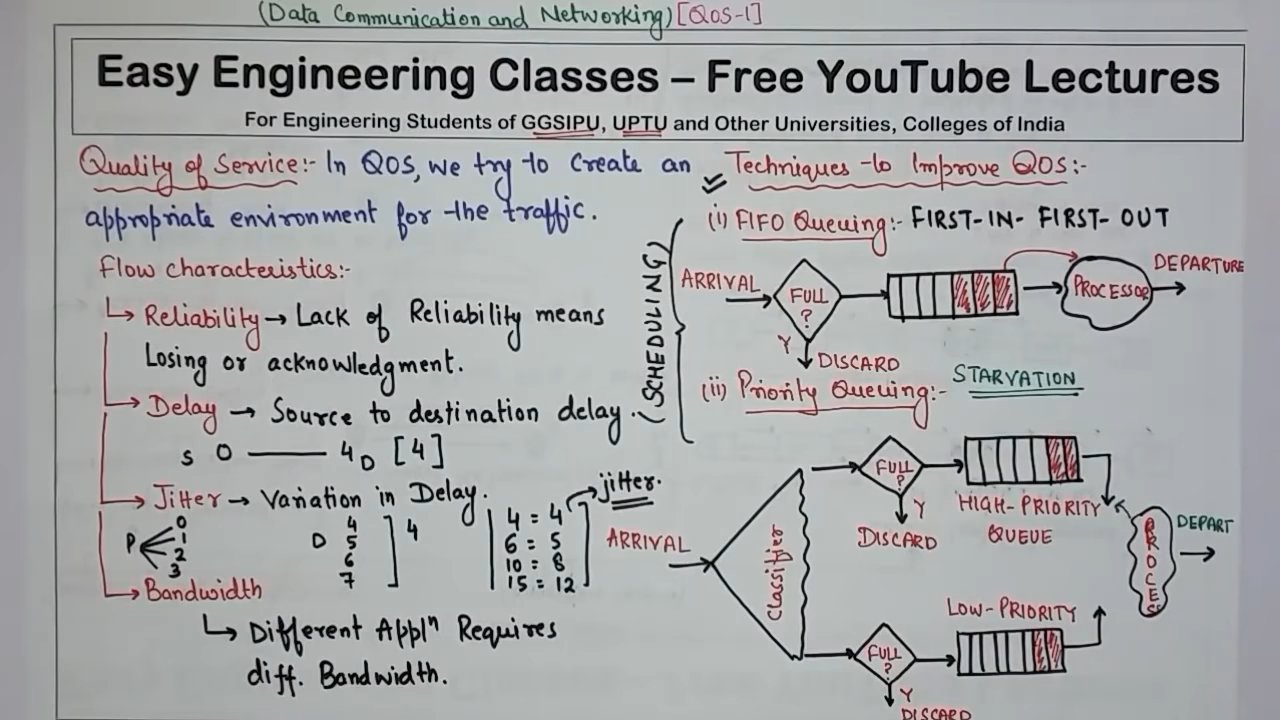 (Data Communication and Networking) [QOS-1]
Easy Engineering Classes – Free YouTube Lectures
For Engineering Students of GGSIPU, UPTU and Other Universities, Colleges of India
Quality of Service:- In QOS, we try to create an
appropriate environment for the traffic.
Flow characteristics:-
Reliability → Lack of Reliability means
Losing or acknowledgment.
Delay → Source to destination delay.
S 0 —— 4 D [4]
Jitter → Variation in Delay.
P 0 1 2 3
D 4 5 6 7 ] 4
4 = 4
6 = 5
10 = 8
15 = 12
jitter.
Bandwidth
Different Applⁿ Requires
diff. Bandwidth.
Techniques to Improve QOS:-
(SCHEDULING)
(i) FIFO Queuing:- FIRST-IN-FIRST-OUT
ARRIVAL
FULL
?
Y
DISCARD
PROCESSOR
DEPARTURE
(ii) Priority Queuing:- STARVATION
ARRIVAL
Classifier
FULL
?
Y
DISCARD
HIGH-PRIORITY
QUEUE
PROCESS
DEPART
LOW-PRIORITY
FULL
?
Y
DISCARD